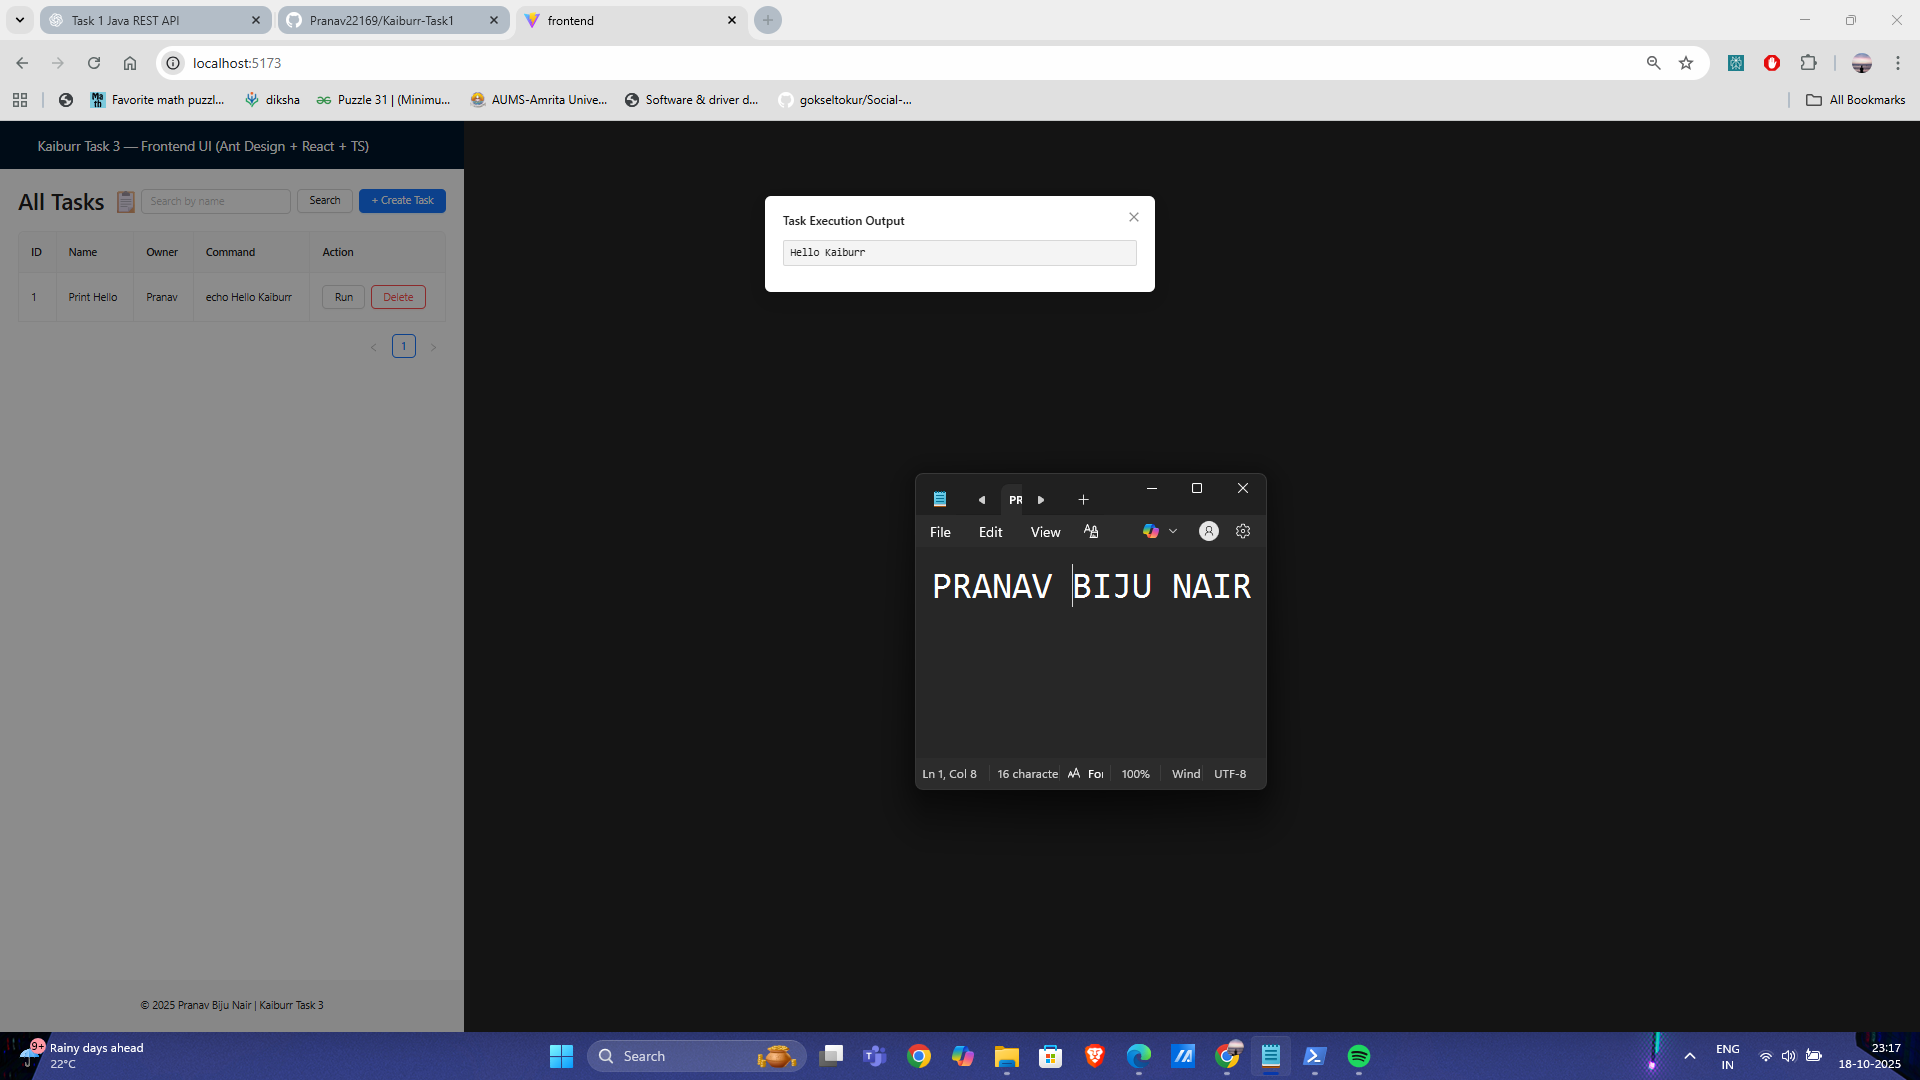 Task 1 Java REST API
Pranav22169/Kaiburr-Task1
frontend
localhost:5173
Favorite math puzzl...
diksha
Puzzle 31 | (Minimu...
AUMS-Amrita Unive...
Software & driver d...
gokseltokur/Social-...
All Bookmarks
Kaiburr Task 3 — Frontend UI (Ant Design + React + TS)
All Tasks
Search by name
Search
+ Create Task
ID Name Owner Command Action
1 Print Hello Pranav echo Hello Kaiburr Run Delete
1
Task Execution Output
Hello Kaiburr
PR
File Edit View
PRANAV BIJU NAIR
Ln 1, Col 8 16 characte For 100% Wind UTF-8
© 2025 Pranav Biju Nair | Kaiburr Task 3
9+
Rainy days ahead
22°C
Search
ENG
IN
23:17
18-10-2025